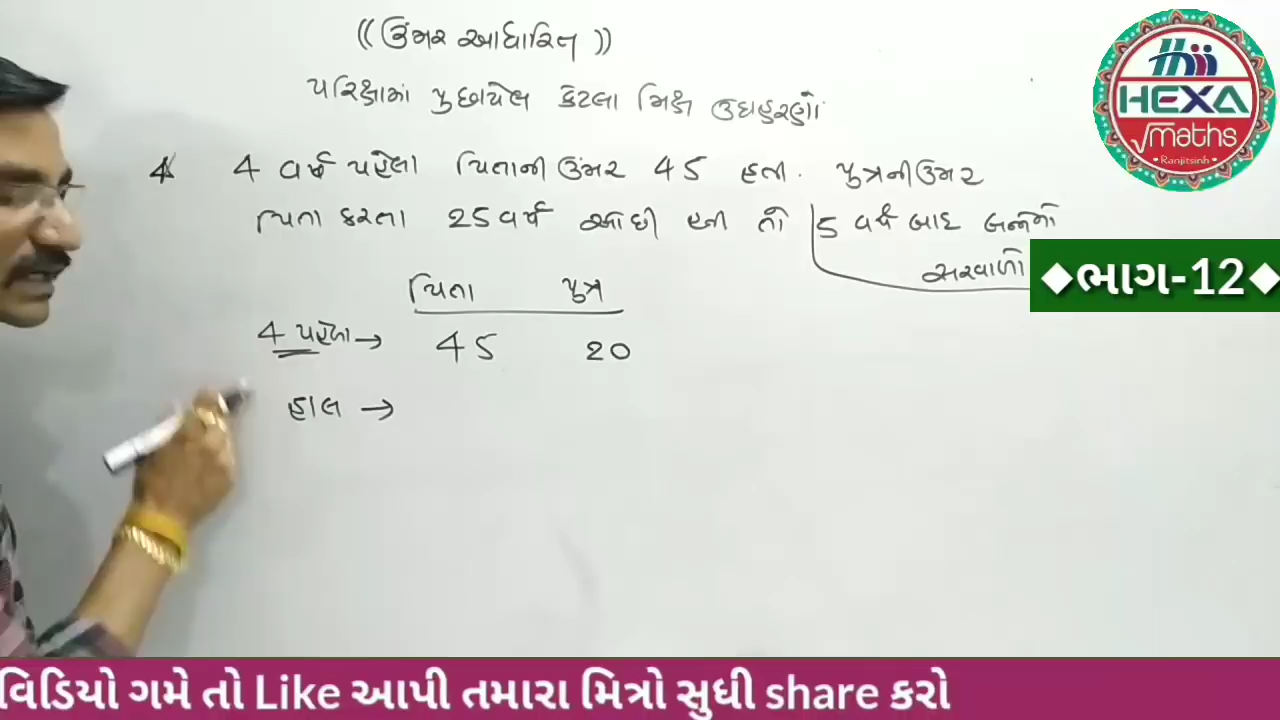 ((ઉંમર આધારિત))
પરિક્ષામાં પુછાયેલ કેટલા મિક્ષ ઉદાહરણો
4 વર્ષ પહેલા પિતાની ઉંમર 45 હતી. પુત્રની ઉંમર
પિતા કરતા 25 વર્ષ ઓછી હતી તો 5 વર્ષ બાદ બન્નેનો
સરવાળો
પિતા પુત્ર
4 પહેલા → 45 20
હાલ →
HEXA
maths
Ranjitsinh
◆ભાગ-12◆
વિડિયો ગમે તો Like આપી તમારા મિત્રો સુધી share કરો